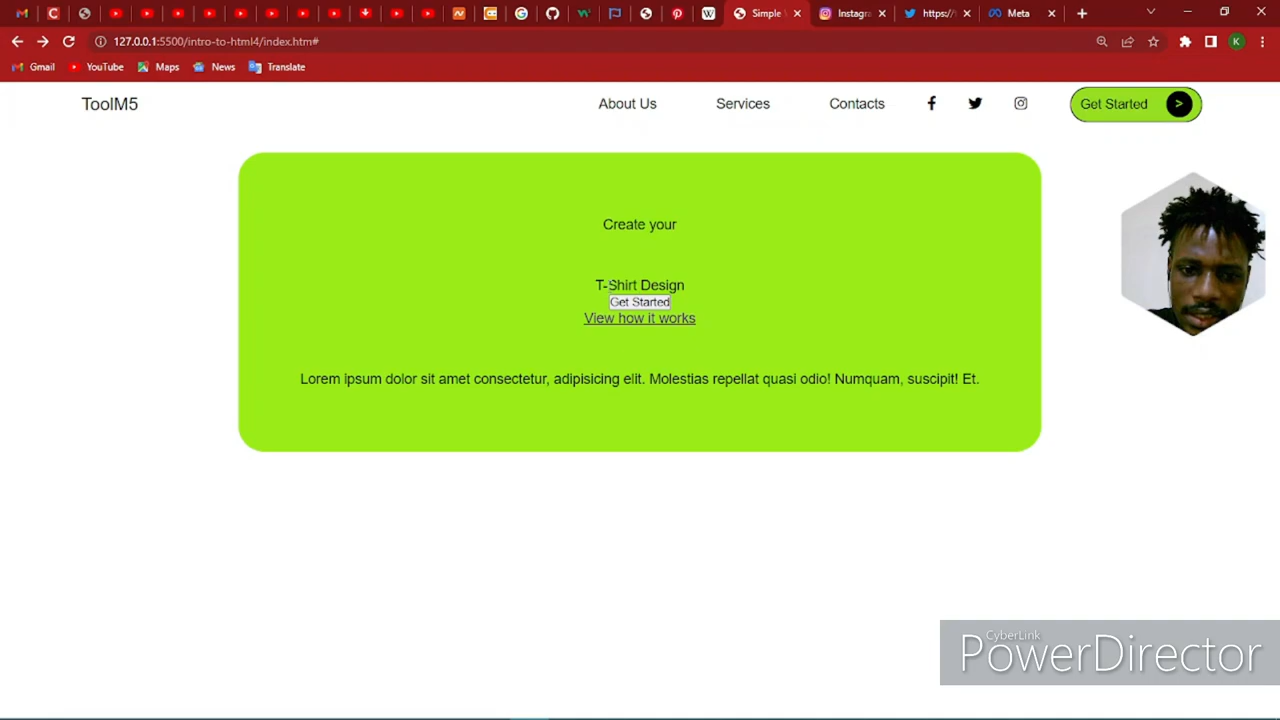 Simple
Instagr
https://
Meta
127.0.0.1:5500/intro-to-html4/index.htm#
K
Gmail
YouTube
Maps
News
Translate
ToolM5
About Us
Services
Contacts
Get Started >
Create your
T-Shirt Design
Get Started
View how it works
Lorem ipsum dolor sit amet consectetur, adipisicing elit. Molestias repellat quasi odio! Numquam, suscipit! Et.
CyberLink
PowerDirector